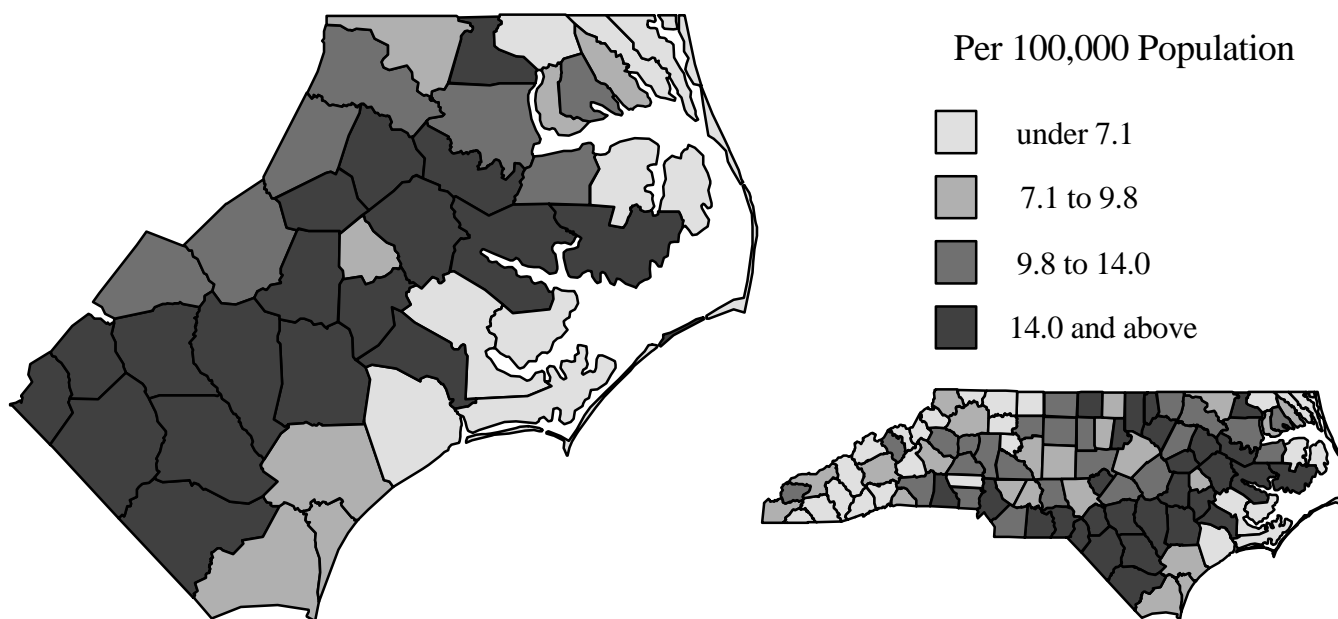 Per 100,000 Population
under 7.1
7.1 to 9.8
9.8 to 14.0
14.0 and above